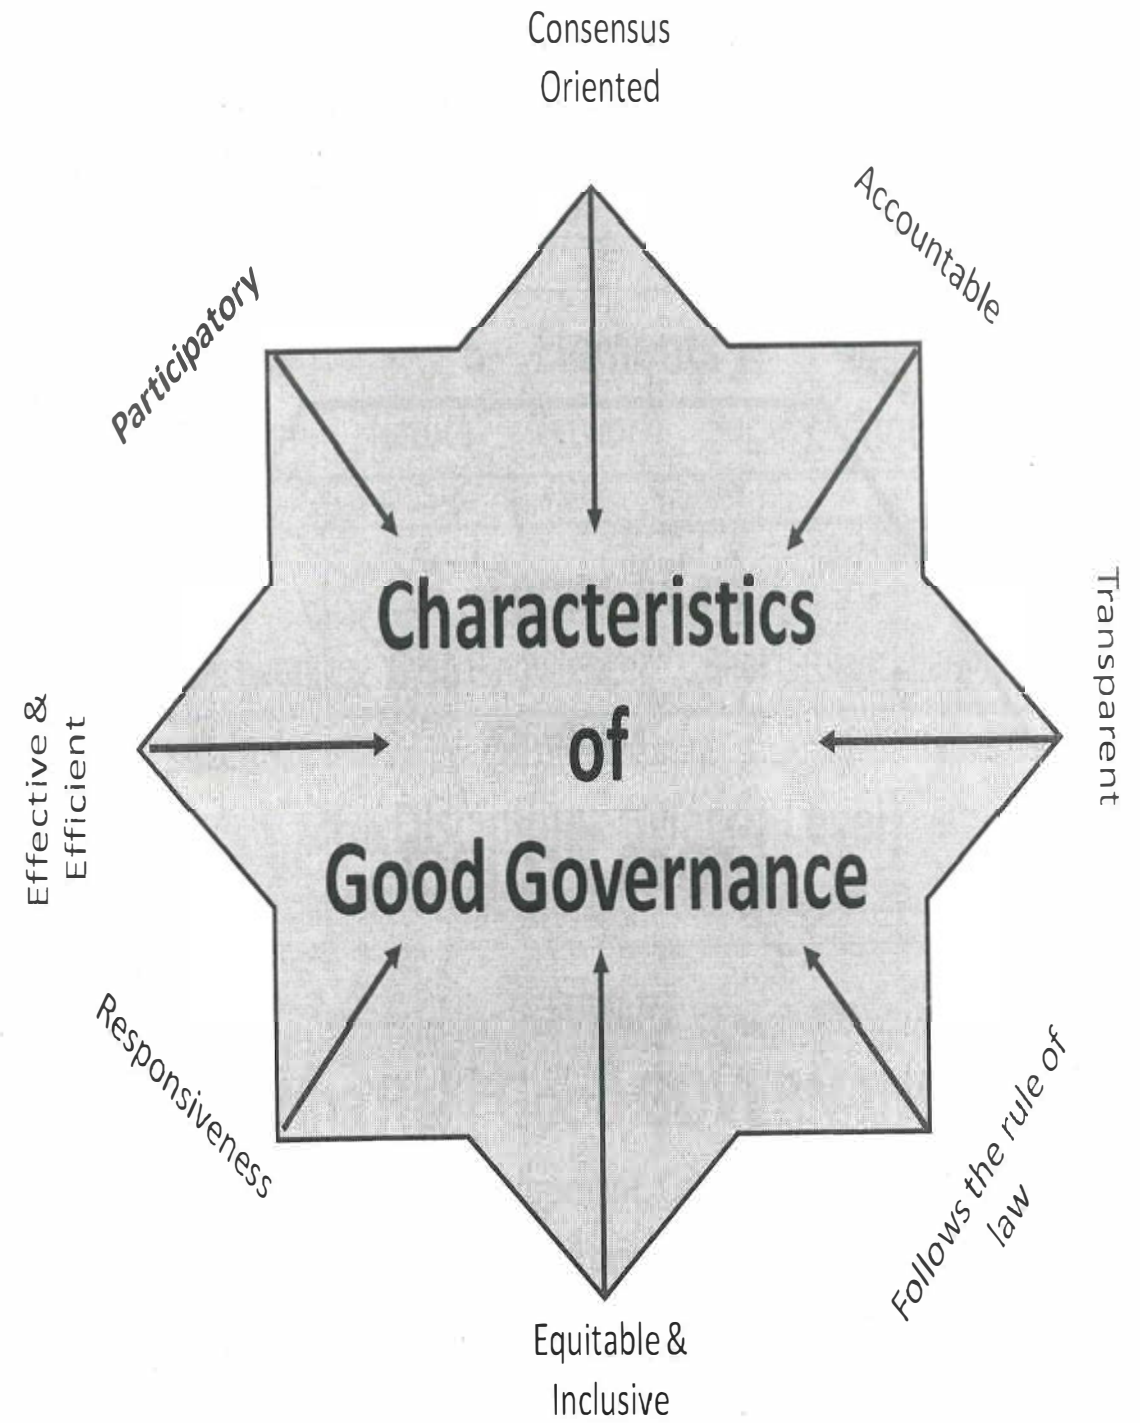 Consensus
Oriented
Accountable
Participatory
Characteristics
of
Good Governance
Transparent
Effective &
Efficient
Responsiveness
Follows the rule of
law
Equitable &
Inclusive